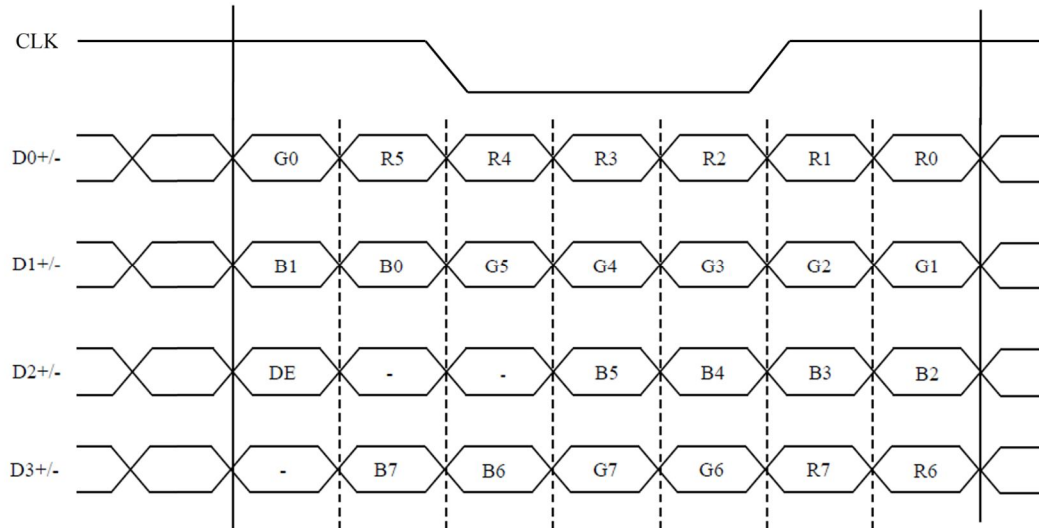 CLK
D0+/- G0 R5 R4 R3 R2 R1 R0
D1+/- B1 B0 G5 G4 G3 G2 G1
D2+/- DE - - B5 B4 B3 B2
D3+/- - B7 B6 G7 G6 R7 R6